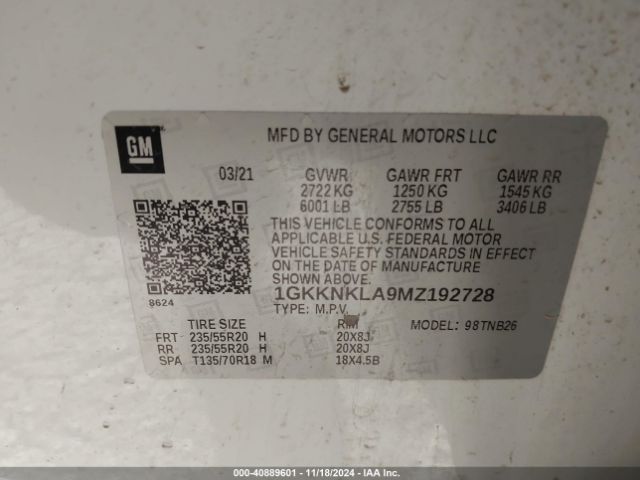 GM
MFD BY GENERAL MOTORS LLC
03/21 GVWR GAWR FRT GAWR RR
2722 KG 1250 KG 1545 KG
6001 LB 2755 LB 3406 LB
THIS VEHICLE CONFORMS TO ALL
APPLICABLE U.S. FEDERAL MOTOR
VEHICLE SAFETY STANDARDS IN EFFECT
ON THE DATE OF MANUFACTURE
SHOWN ABOVE.
8624
1GKKNKLA9MZ192728
TYPE: M.P.V.
TIRE SIZE RIM MODEL: 98TNB26
FRT 235/55R20 H 20X8J
RR 235/55R20 H 20X8J
SPA T135/70R18 M 18X4.5B
000-40889601 - 11/18/2024 - IAA Inc.